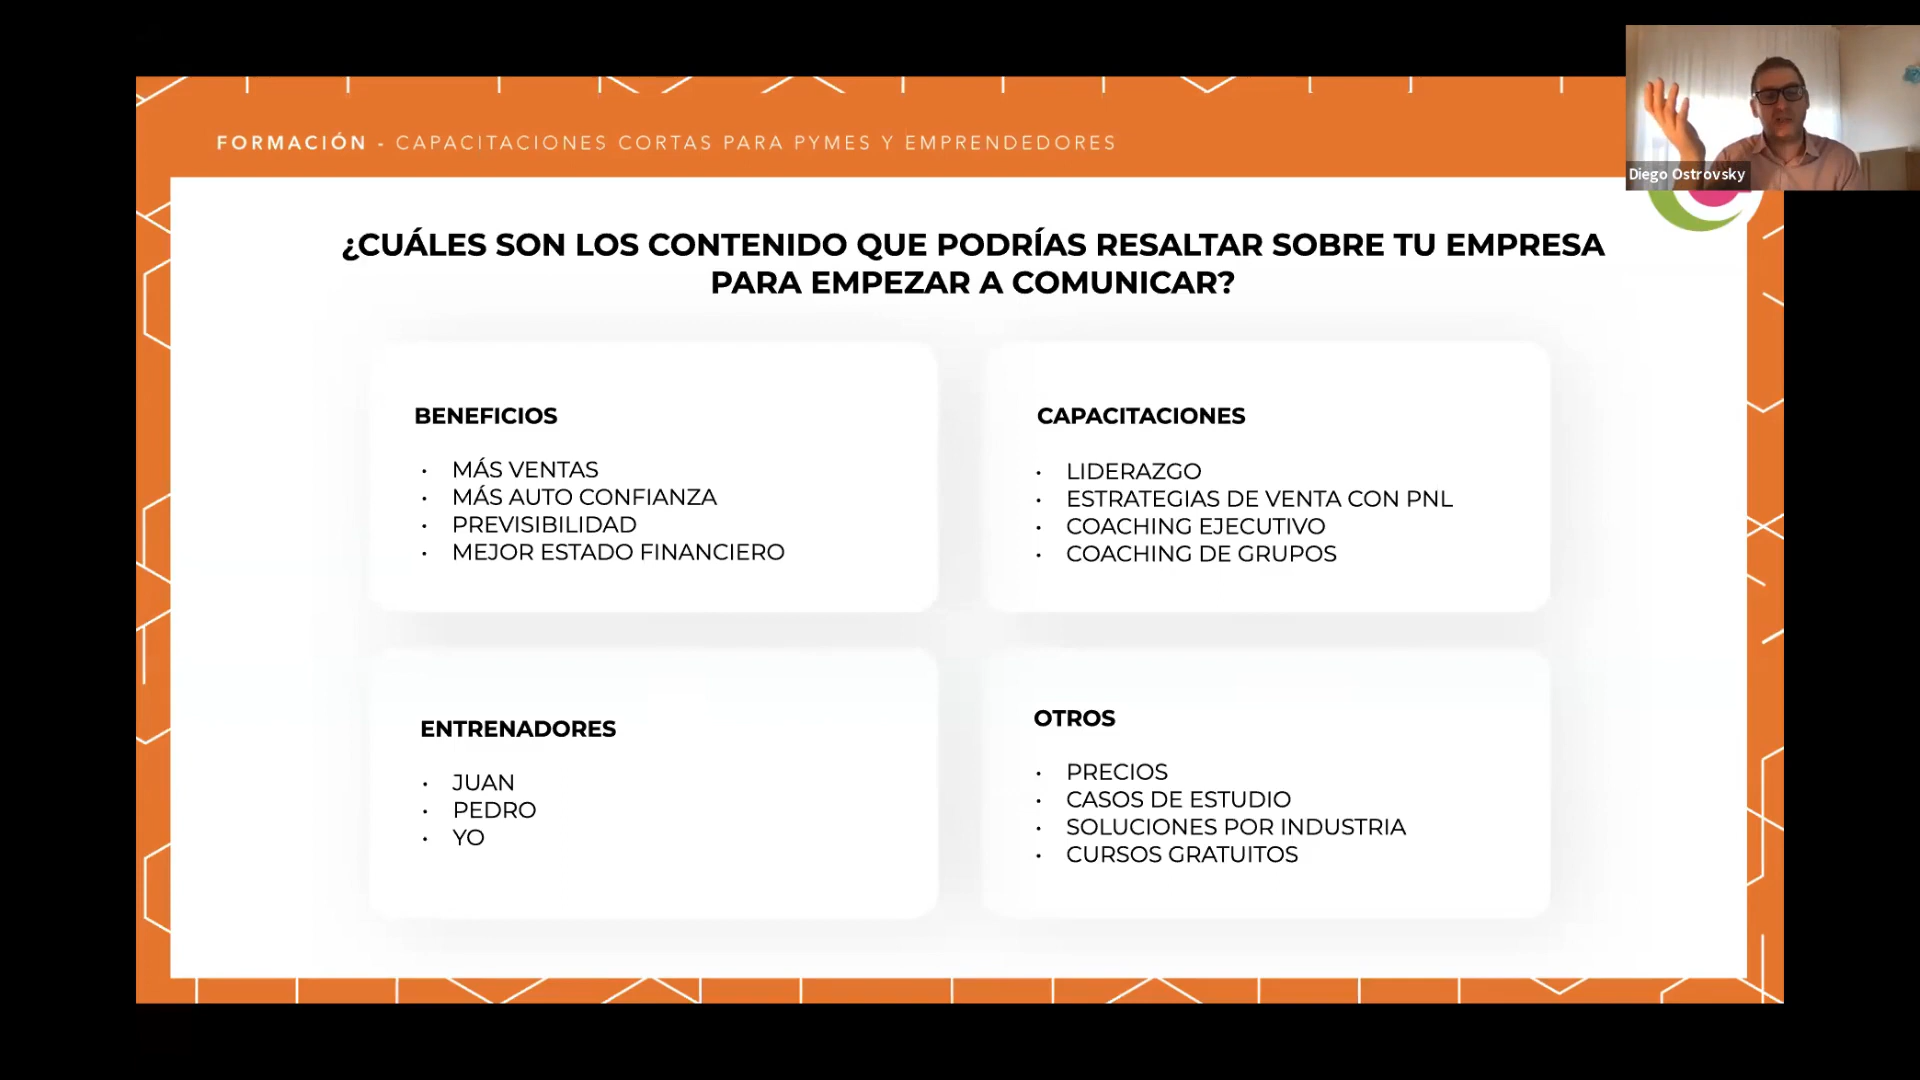 FORMACIÓN - CAPACITACIONES CORTAS PARA PYMES Y EMPRENDEDORES
Diego Ostrovsky
¿CUÁLES SON LOS CONTENIDO QUE PODRÍAS RESALTAR SOBRE TU EMPRESA
PARA EMPEZAR A COMUNICAR?
BENEFICIOS
• MÁS VENTAS
• MÁS AUTO CONFIANZA
• PREVISIBILIDAD
• MEJOR ESTADO FINANCIERO
CAPACITACIONES
• LIDERAZGO
• ESTRATEGIAS DE VENTA CON PNL
• COACHING EJECUTIVO
• COACHING DE GRUPOS
ENTRENADORES
• JUAN
• PEDRO
• YO
OTROS
• PRECIOS
• CASOS DE ESTUDIO
• SOLUCIONES POR INDUSTRIA
• CURSOS GRATUITOS